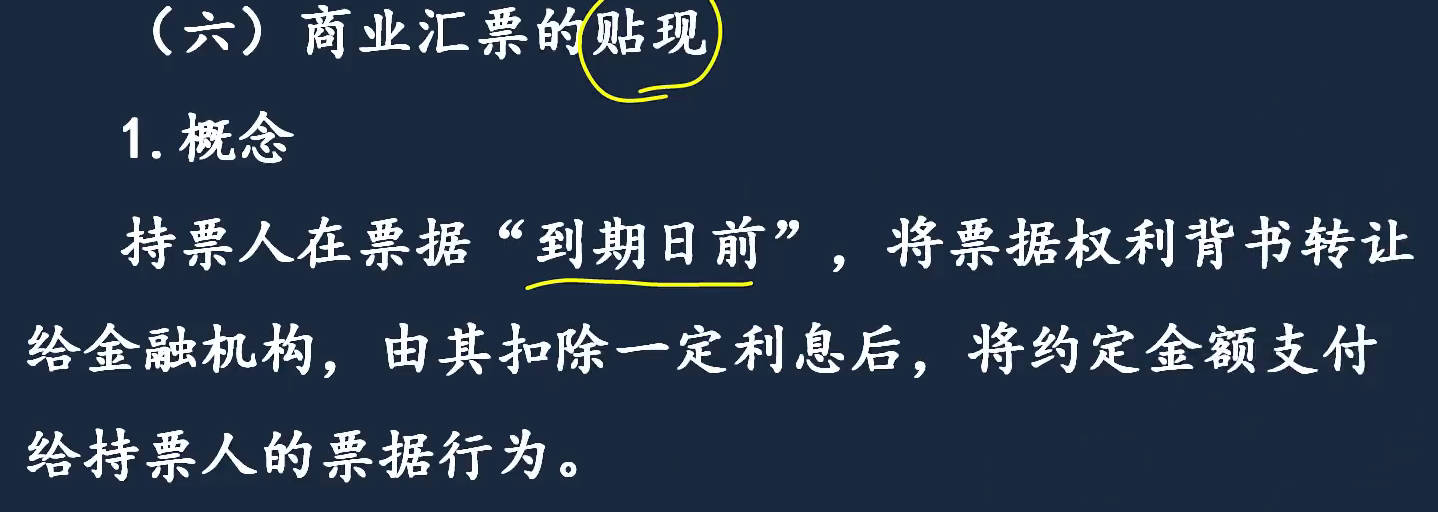 （六）商业汇票的贴现
1.概念
持票人在票据“到期日前”，将票据权利背书转让
给金融机构，由其扣除一定利息后，将约定金额支付
给持票人的票据行为。